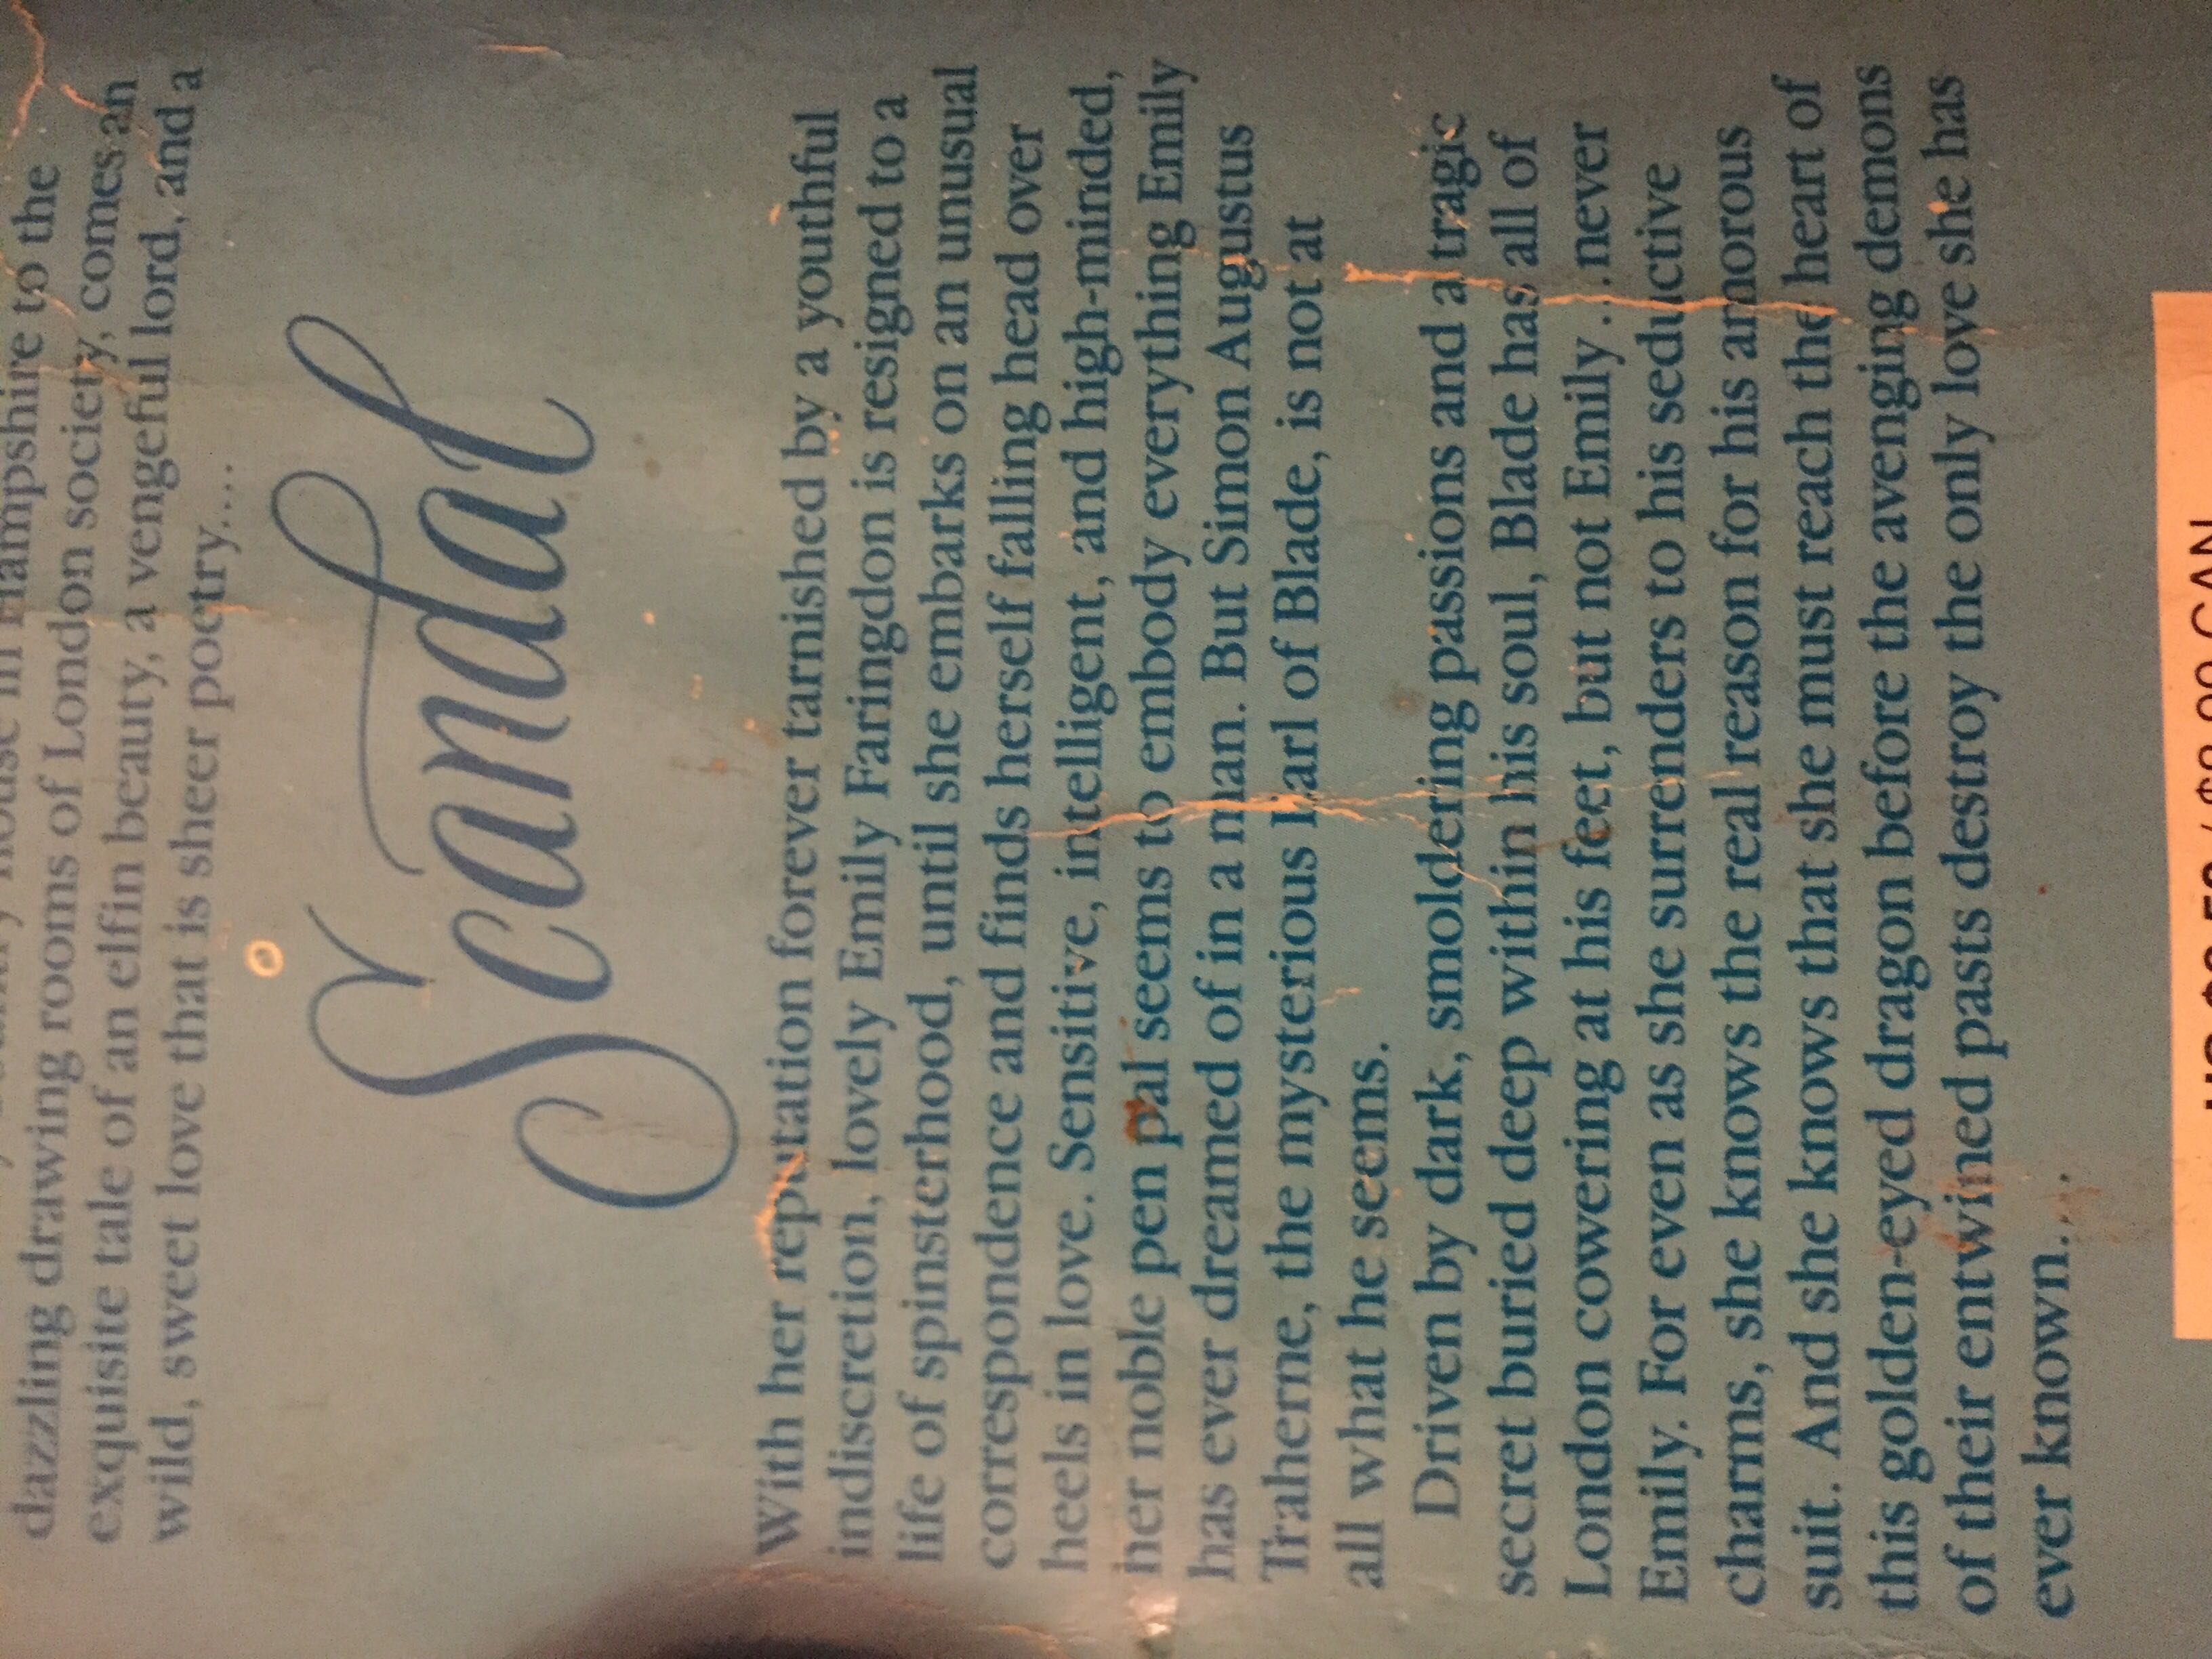 house in Hampshire to the
dazzling drawing rooms of London society, comes an
exquisite tale of an elfin beauty, a vengeful lord, and a
wild, sweet love that is sheer poetry....
Scandal
With her reputation forever tarnished by a youthful
indiscretion, lovely Emily Faringdon is resigned to a
life of spinsterhood, until she embarks on an unusual
correspondence and finds herself falling head over
heels in love. Sensitive, intelligent, and high-minded,
her noble pen pal seems to embody everything Emily
has ever dreamed of in a man. But Simon Augustus
Traherne, the mysterious Earl of Blade, is not at
all what he seems.
Driven by dark, smoldering passions and a tragic
secret buried deep within his soul, Blade has all of
London cowering at his feet, but not Emily...never
Emily. For even as she surrenders to his seductive
charms, she knows the real reason for his amorous
suit. And she knows that she must reach the heart of
this golden-eyed dragon before the avenging demons
of their entwined pasts destroy the only love she has
ever known....
CAN